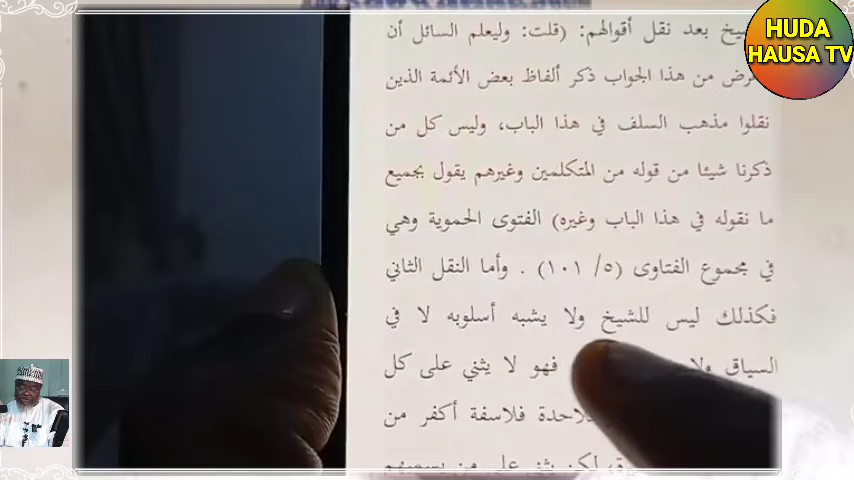 HUDA
HAUSA TV
بعد نقل أقوالهم: (قلت: وليعلم السائل أن
من هذا الجواب ذكر ألفاظ بعض الأئمة الذين
نقلوا مذهب السلف في هذا الباب، وليس كل من
ذكرنا شيئا من قوله من المتكلمين وغيرهم يقول بجميع
ما نقوله في هذا الباب وغيره) الفتوى الحموية وهي
في مجموع الفتاوى (٥/ ١٠١) . وأما النقل الثاني
فكذلك ليس للشيخ ولا يشبه أسلوبه لا في
السياق فهو لا يثني على كل
فلاسفة أكفر من